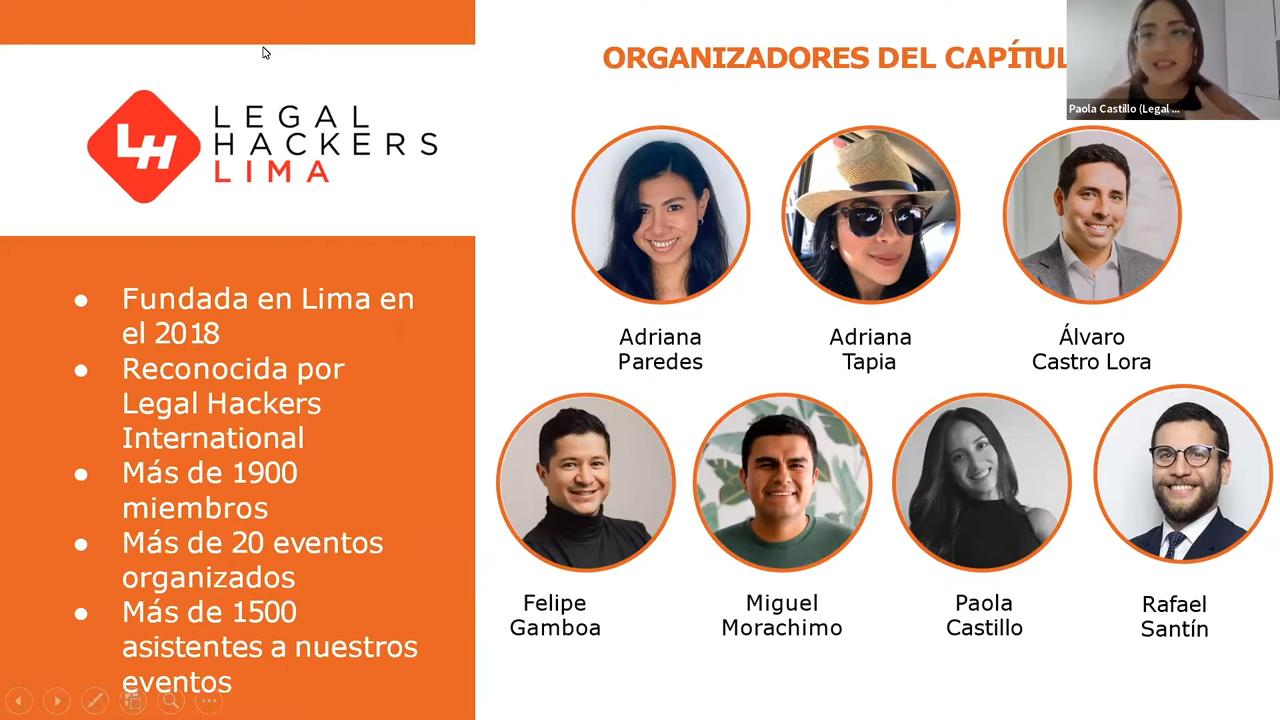 LH
LEGAL
HACKERS
LIMA
Fundada en Lima en
el 2018
Reconocida por
Legal Hackers
International
Más de 1900
miembros
Más de 20 eventos
organizados
Más de 1500
asistentes a nuestros
eventos
ORGANIZADORES DEL CAPÍTUL
Paola Castillo (Legal ...
Adriana
Paredes
Adriana
Tapia
Álvaro
Castro Lora
Felipe
Gamboa
Miguel
Morachimo
Paola
Castillo
Rafael
Santín